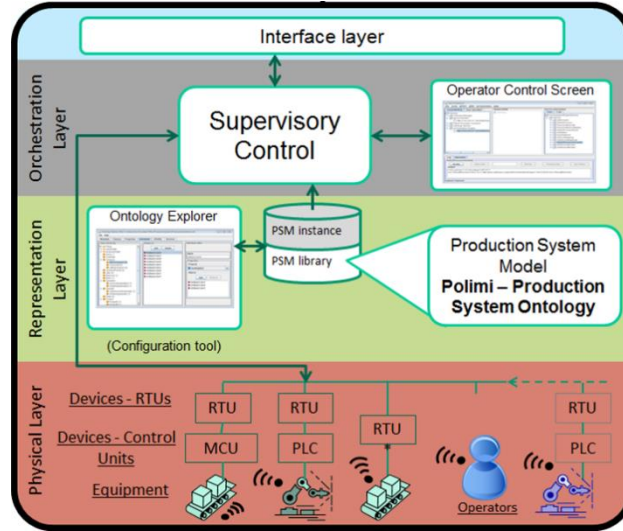 Interface layer
Orchestration
Layer
Supervisory
Control
Operator Control Screen
Representation
Layer
Ontology Explorer
(Configuration tool)
PSM instance
PSM library
Production System
Model
Polimi – Production
System Ontology
Physical Layer
Devices - RTUs
RTU
RTU
RTU
RTU
Devices - Control
Units
MCU
PLC
PLC
Equipment
Operators